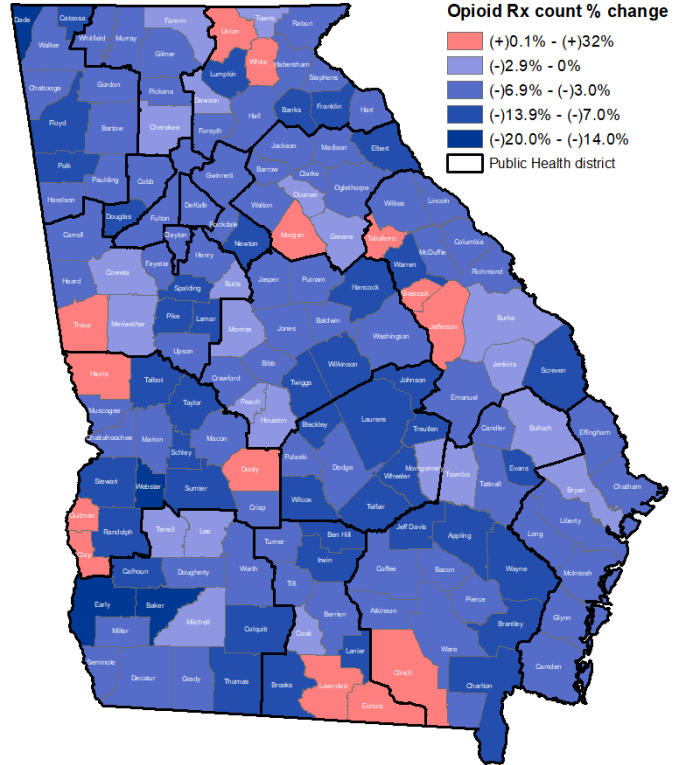 Opioid Rx count % change
(+)0.1% - (+)32%
(-)2.9% - 0%
(-)6.9% - (-)3.0%
(-)13.9% - (-)7.0%
(-)20.0% - (-)14.0%
Public Health district
Dade
Catoosa
Fannin
Towns
Rabun
Union
Walker
Whitfield
Murray
Gilmer
White
Habersham
Lumpkin
Stephens
Chattooga
Gordon
Pickens
Dawson
Banks
Franklin
Hart
Floyd
Bartow
Cherokee
Forsyth
Hall
Jackson
Madison
Elbert
Polk
Paulding
Cobb
Gwinnett
Barrow
Clarke
Oconee
Oglethorpe
Haralson
Douglas
Fulton
DeKalb
Rockdale
Walton
Wilkes
Lincoln
Carroll
Clayton
Newton
Morgan
Greene
Taliaferro
McDuffie
Columbia
Heard
Coweta
Fayette
Henry
Warren
Richmond
Spalding
Butts
Jasper
Putnam
Hancock
Glascock
Troup
Meriwether
Pike
Lamar
Monroe
Jones
Baldwin
Washington
Jefferson
Burke
Upson
Harris
Talbot
Crawford
Bibb
Twiggs
Wilkinson
Johnson
Jenkins
Screven
Muscogee
Taylor
Peach
Houston
Bleckley
Laurens
Emanuel
Chattahoochee
Marion
Macon
Treutlen
Candler
Bulloch
Effingham
Schley
Dooly
Pulaski
Dodge
Montgomery
Toombs
Evans
Stewart
Webster
Sumter
Wheeler
Tattnall
Bryan
Chatham
Quitman
Crisp
Wilcox
Telfair
Liberty
Randolph
Terrell
Lee
Turner
Ben Hill
Jeff Davis
Appling
Long
Clay
Calhoun
Dougherty
Worth
Tift
Irwin
Coffee
Bacon
Wayne
McIntosh
Early
Baker
Mitchell
Colquitt
Berrien
Atkinson
Pierce
Miller
Cook
Brantley
Glynn
Seminole
Decatur
Grady
Thomas
Brooks
Lanier
Lowndes
Clinch
Ware
Charlton
Camden
Echols